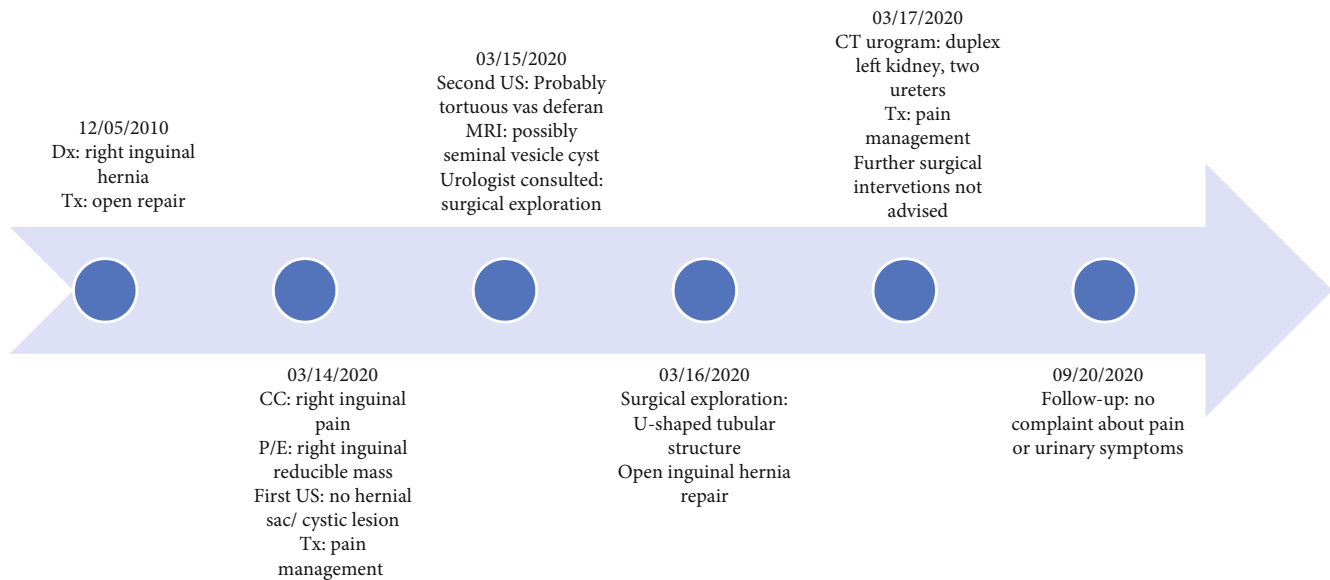 12/05/2010
Dx: right inguinal
hernia
Tx: open repair
03/14/2020
CC: right inguinal
pain
P/E: right inguinal
reducible mass
First US: no hernial
sac/ cystic lesion
Tx: pain
management
03/15/2020
Second US: Probably
tortuous vas deferan
MRI: possibly
seminal vesicle cyst
Urologist consulted:
surgical exploration
03/16/2020
Surgical exploration:
U-shaped tubular
structure
Open inguinal hernia
repair
03/17/2020
CT urogram: duplex
left kidney, two
ureters
Tx: pain
management
Further surgical
intervetions not
advised
09/20/2020
Follow-up: no
complaint about pain
or urinary symptoms